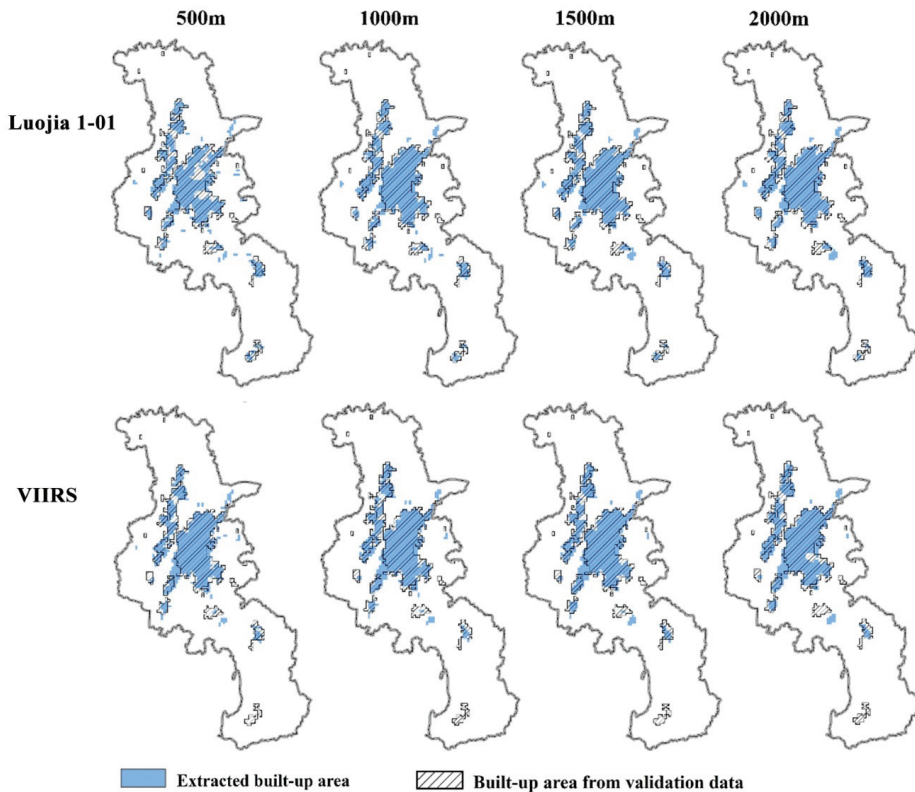 500m 1000m 1500m 2000m
Luojia 1-01
VIIRS
Extracted built-up area Built-up area from validation data